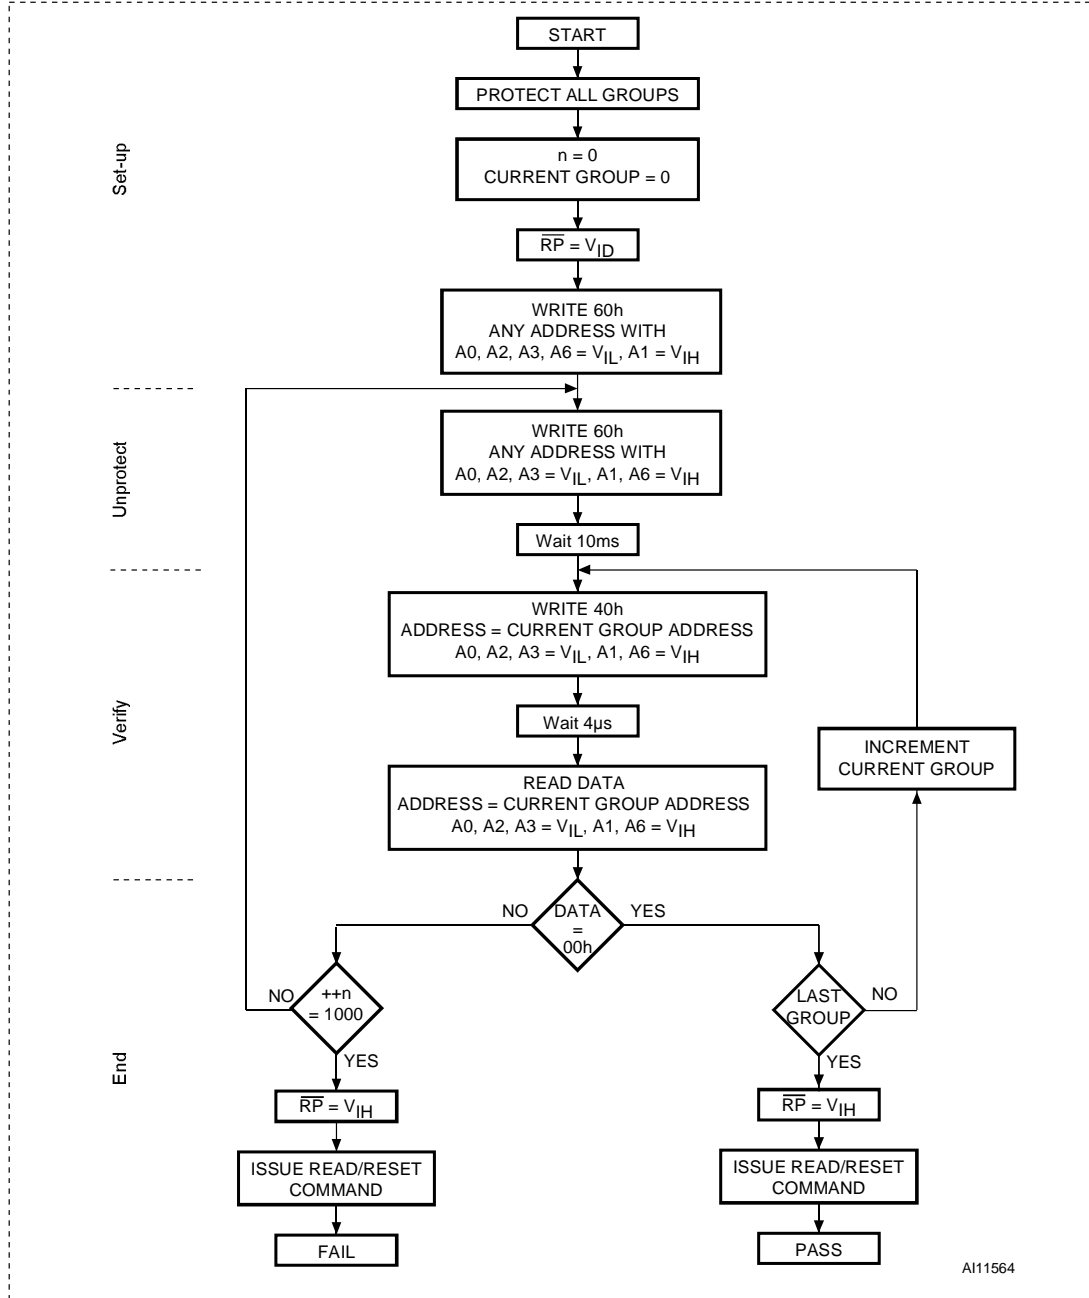 START
PROTECT ALL GROUPS
n = 0
CURRENT GROUP = 0
Set-up
R̅P̅ = VID
WRITE 60h
ANY ADDRESS WITH
A0, A2, A3, A6 = VIL, A1 = VIH
Unprotect
WRITE 60h
ANY ADDRESS WITH
A0, A2, A3 = VIL, A1, A6 = VIH
Wait 10ms
Verify
WRITE 40h
ADDRESS = CURRENT GROUP ADDRESS
A0, A2, A3 = VIL, A1, A6 = VIH
Wait 4µs
INCREMENT
CURRENT GROUP
READ DATA
ADDRESS = CURRENT GROUP ADDRESS
A0, A2, A3 = VIL, A1, A6 = VIH
End
NO
DATA
=
00h
YES
NO
++n
= 1000
YES
LAST
GROUP
NO
YES
R̅P̅ = VIH
R̅P̅ = VIH
ISSUE READ/RESET
COMMAND
ISSUE READ/RESET
COMMAND
FAIL
PASS
AI11564